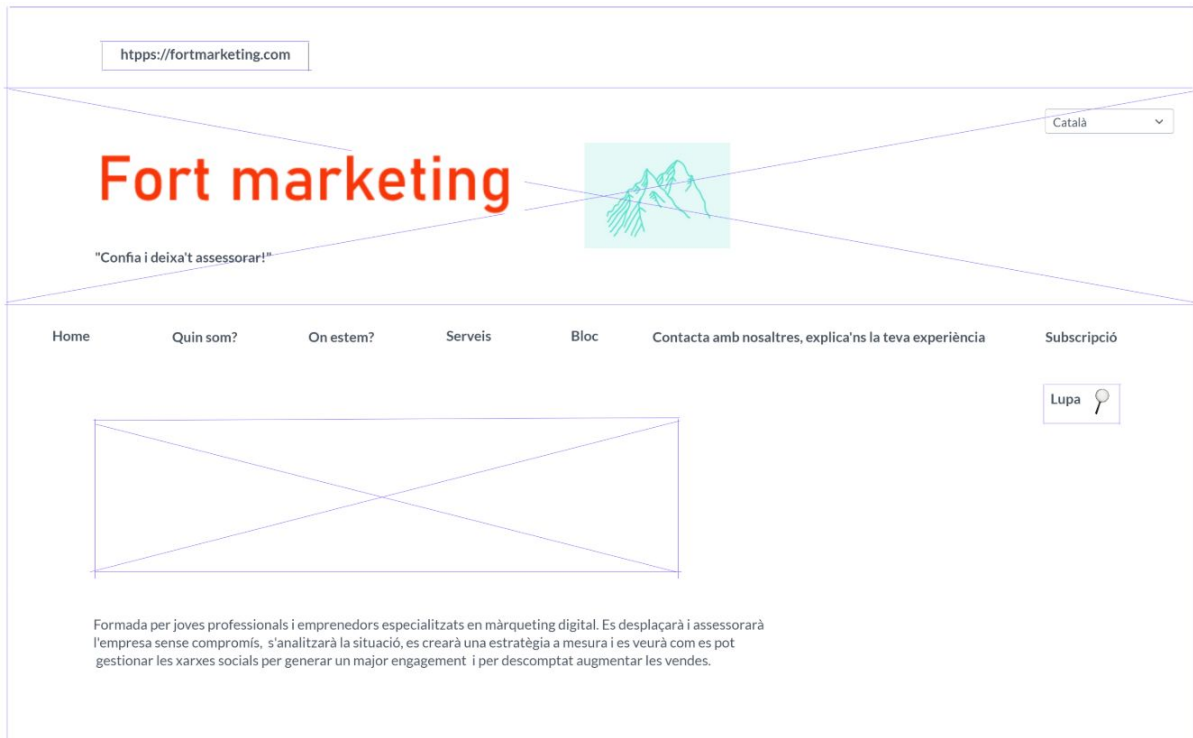 htpps://fortmarketing.com
Català
Fort marketing
"Confia i deixa't assessorar!"
Home Quin som? On estem? Serveis Bloc Contacta amb nosaltres, explica'ns la teva experiència Subscripció
Lupa
Formada per joves professionals i emprenedors especialitzats en màrqueting digital. Es desplaçarà i assessorarà
l'empresa sense compromís, s'analitzarà la situació, es crearà una estratègia a mesura i es veurà com es pot
gestionar les xarxes socials per generar un major engagement i per descomptat augmentar les vendes.